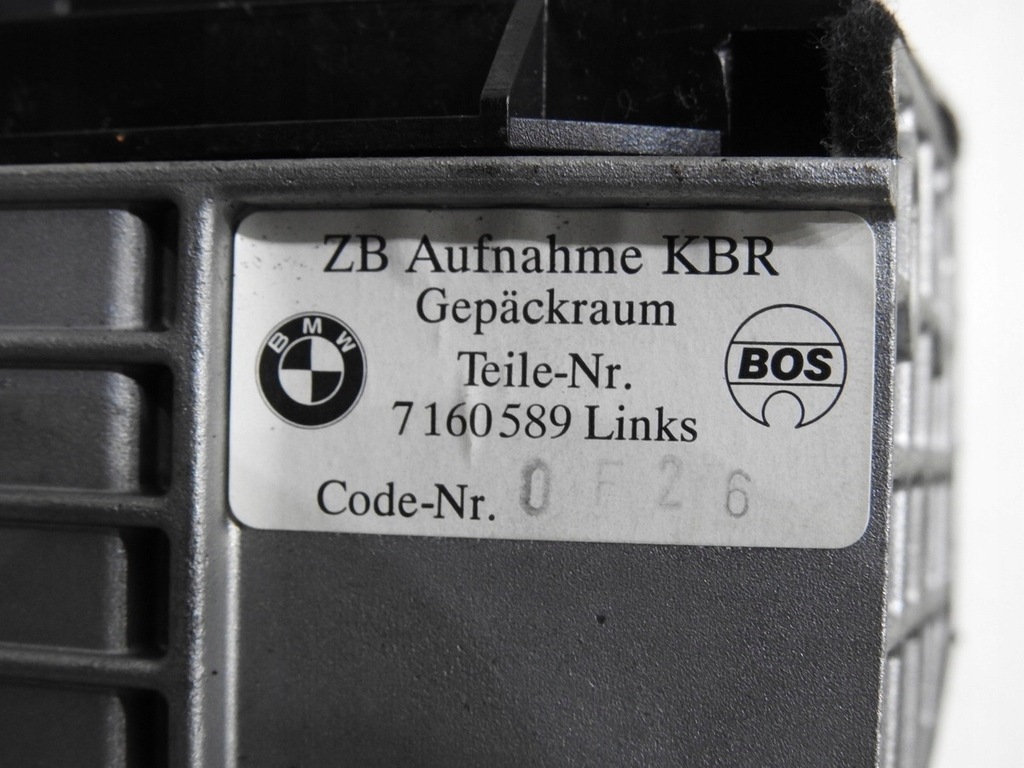 ZB Aufnahme KBR
Gepäckraum
BMW
Teile-Nr.
BOS
7160589 Links
Code-Nr. 0F26